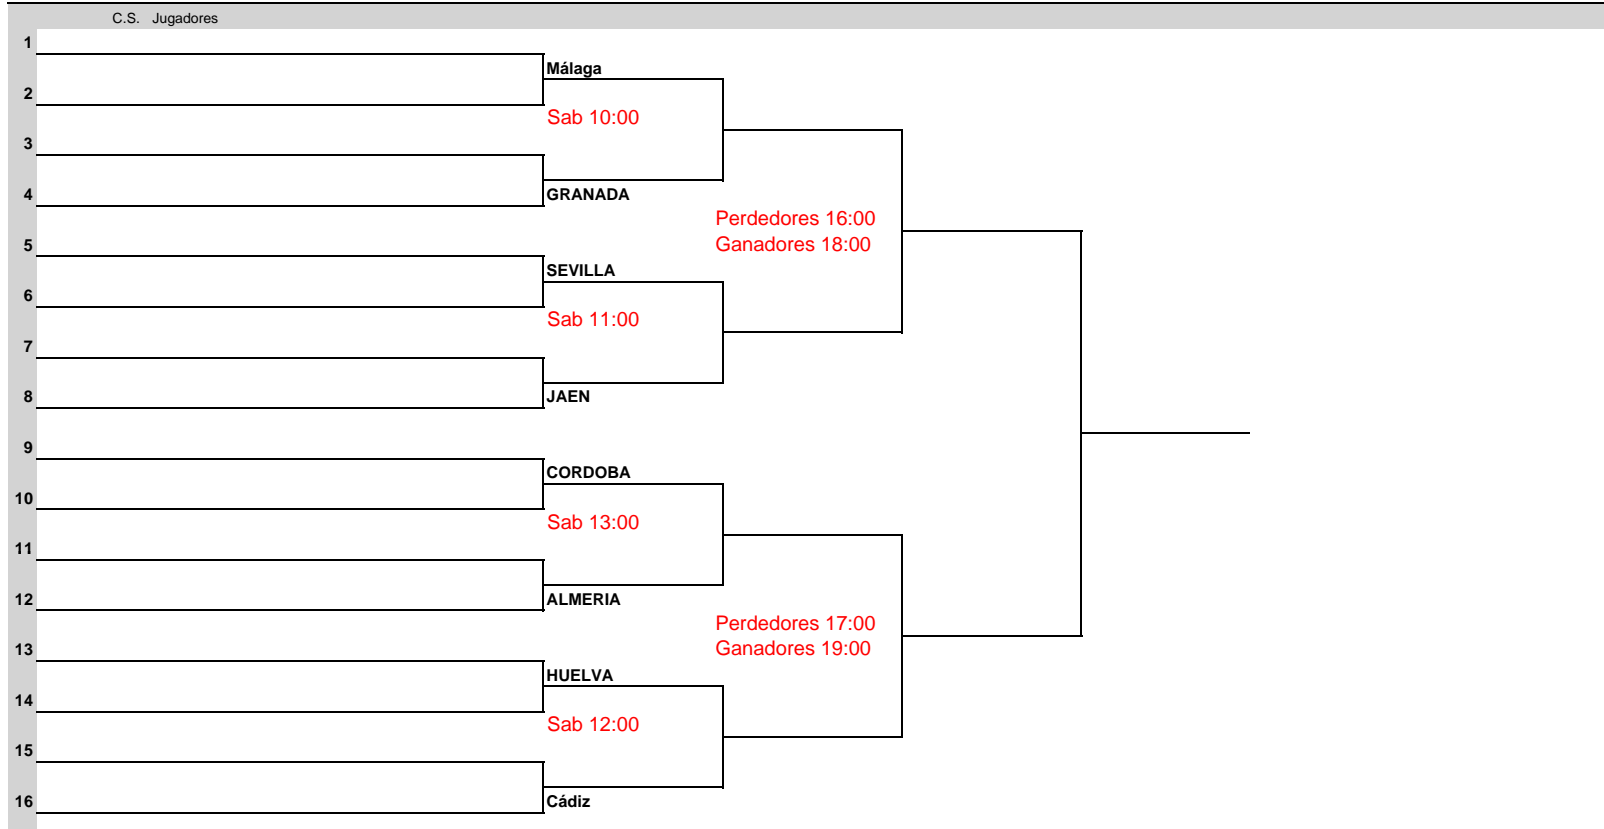 C.S. Jugadores
1
Málaga
2
Sab 10:00
3
4
GRANADA
Perdedores 16:00
Ganadores 18:00
5
SEVILLA
6
Sab 11:00
7
8
JAEN
9
CORDOBA
10
Sab 13:00
11
12
ALMERIA
Perdedores 17:00
Ganadores 19:00
13
HUELVA
14
Sab 12:00
15
16
Cádiz